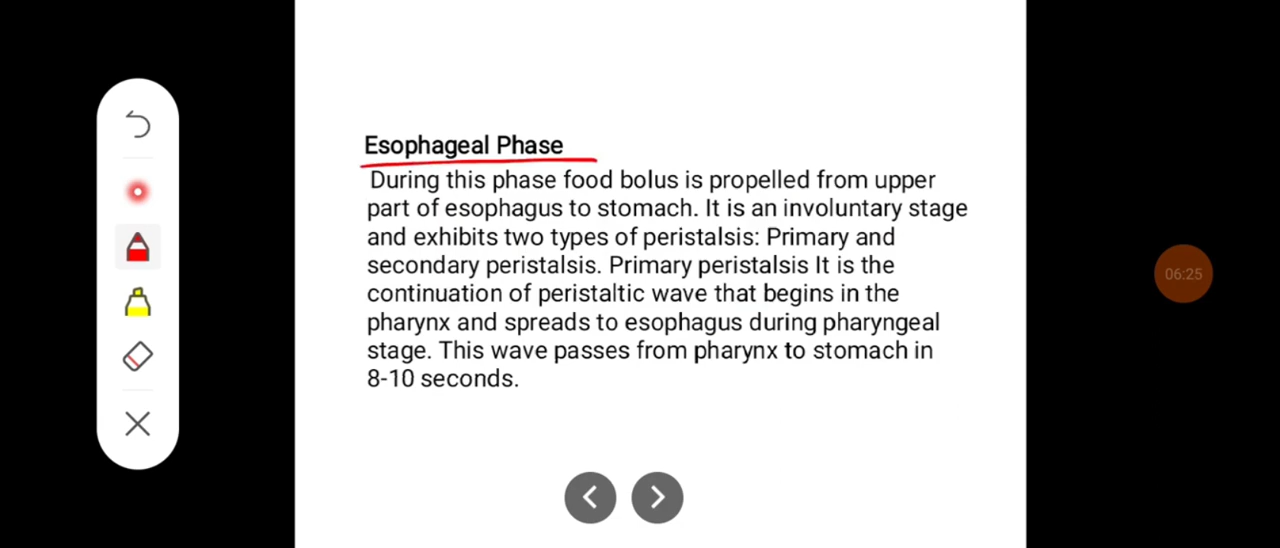 Esophageal Phase
During this phase food bolus is propelled from upper
part of esophagus to stomach. It is an involuntary stage
and exhibits two types of peristalsis: Primary and
secondary peristalsis. Primary peristalsis It is the
continuation of peristaltic wave that begins in the
pharynx and spreads to esophagus during pharyngeal
stage. This wave passes from pharynx to stomach in
8-10 seconds.
06:25